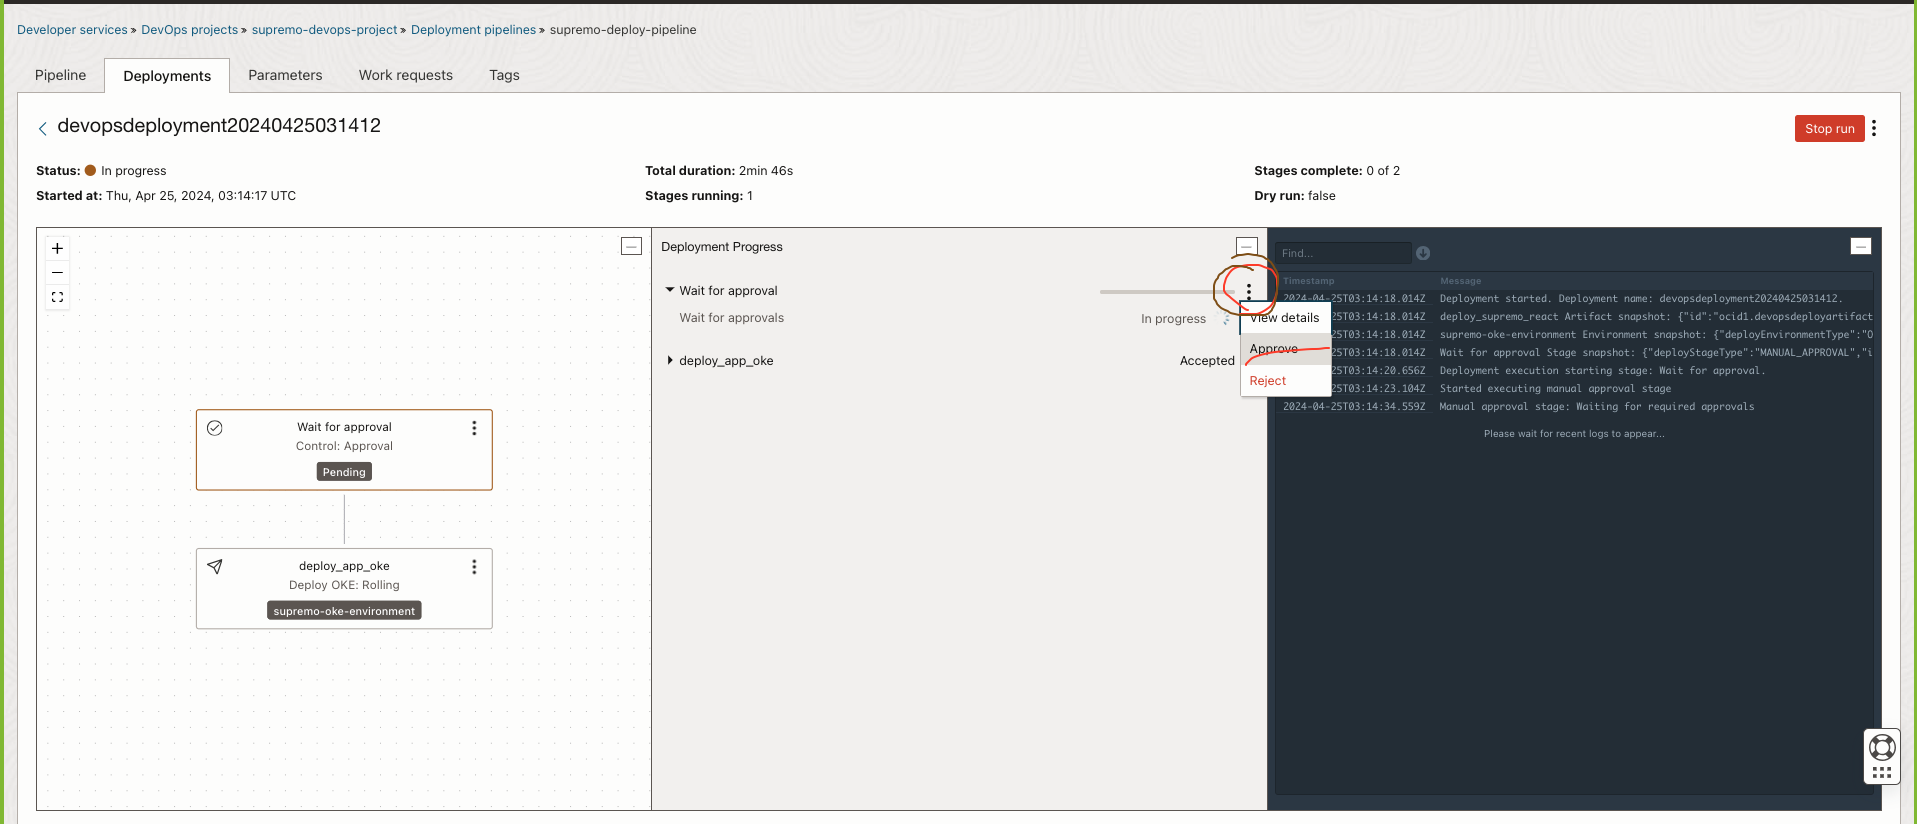 Developer services » DevOps projects » supremo-devops-project » Deployment pipelines » supremo-deploy-pipeline
Pipeline Deployments Parameters Work requests Tags
devopsdeployment20240425031412
Stop run
Status: In progress
Total duration: 2min 46s
Stages complete: 0 of 2
Started at: Thu, Apr 25, 2024, 03:14:17 UTC
Stages running: 1
Dry run: false
Wait for approval
Control: Approval
Pending
deploy_app_oke
Deploy OKE: Rolling
supremo-oke-environment
Deployment Progress
Wait for approval
Wait for approvals In progress
deploy_app_oke Accepted
View details
Approve
Reject
Find...
Timestamp Message
2024-04-25T03:14:18.014Z Deployment started. Deployment name: devopsdeployment20240425031412.
25T03:14:18.014Z deploy_supremo_react Artifact snapshot: {"id":"ocid1.devopsdeployartifact
25T03:14:18.014Z supremo-oke-environment Environment snapshot: {"deployEnvironmentType":"O
25T03:14:18.014Z Wait for approval Stage snapshot: {"deployStageType":"MANUAL_APPROVAL","i
25T03:14:20.656Z Deployment execution starting stage: Wait for approval.
25T03:14:23.104Z Started executing manual approval stage
2024-04-25T03:14:34.559Z Manual approval stage: Waiting for required approvals
Please wait for recent logs to appear...